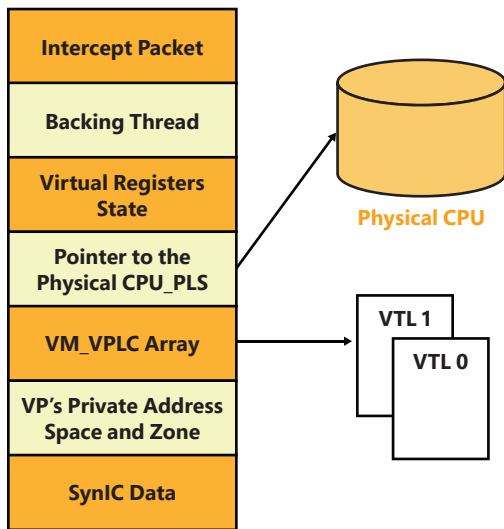 Intercept Packet
Backing Thread
Virtual Registers
State
Pointer to the
Physical CPU_PLS
VM_VPLC Array
VP's Private Address
Space and Zone
SynIC Data
Physical CPU
VTL 1
VTL 0